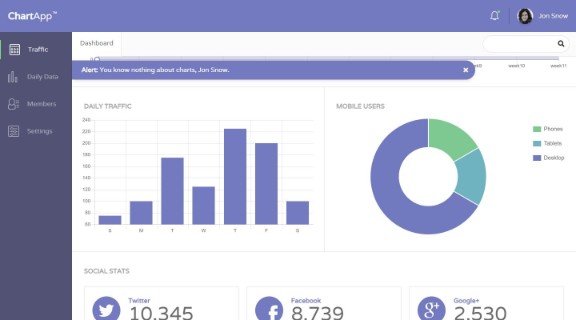 ChartApp™
Jon Snow
Traffic
Daily Data
Members
Settings
Dashboard
week10
week11
Alert: You know nothing about charts, Jon Snow.
×
DAILY TRAFFIC
240
220
200
180
160
140
120
100
80
60
S
M
T
W
T
F
S
MOBILE USERS
Phones
Tablets
Desktop
SOCIAL STATS
Twitter
10,345
Facebook
8,739
Google+
2,530